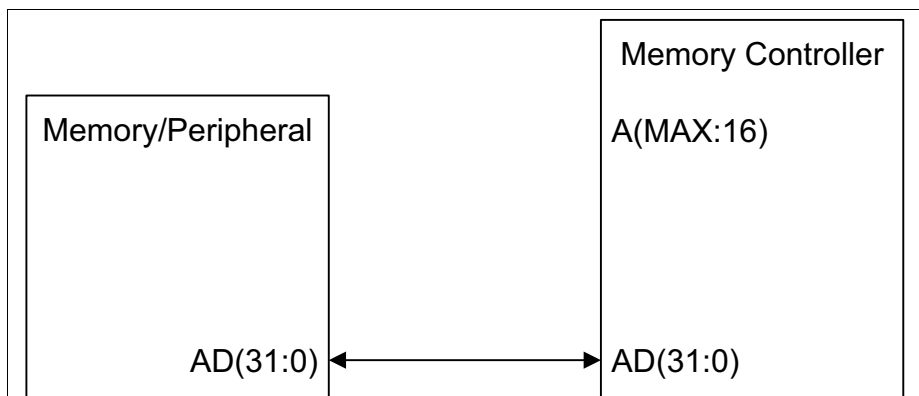 Memory Controller
Memory/Peripheral
A(MAX:16)
AD(31:0)
AD(31:0)